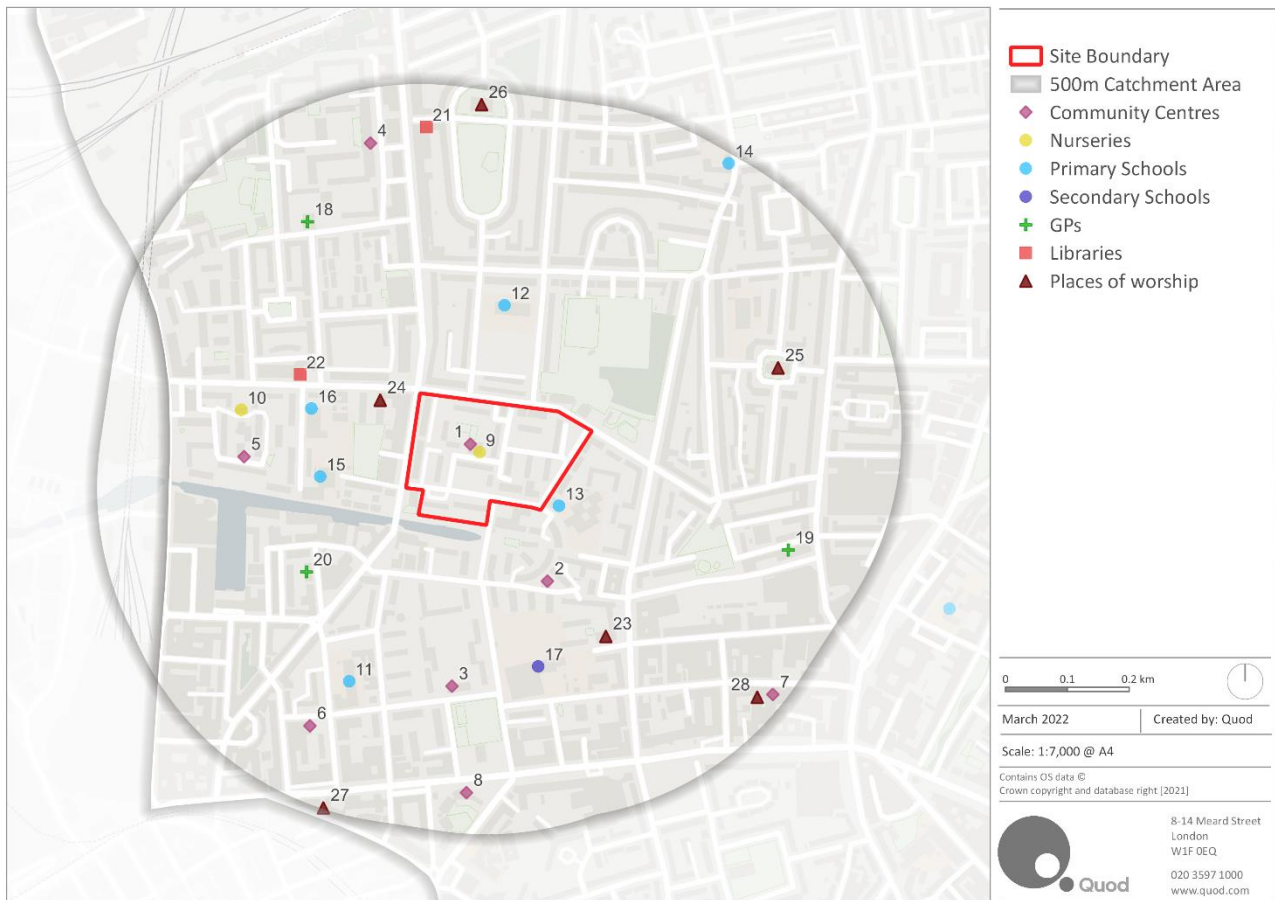 26
21
4
14
18
12
22
25
24
10
16
1
9
5
15
13
19
20
2
23
17
11
3
28
7
6
8
27
Site Boundary
500m Catchment Area
Community Centres
Nurseries
Primary Schools
Secondary Schools
GPs
Libraries
Places of worship
0 0.1 0.2 km
March 2022
Created by: Quod
Scale: 1:7,000 @ A4
Contains OS data ©
Crown copyright and database right [2021]
8-14 Meard Street
London
W1F 0EQ
020 3597 1000
www.quod.com
Quod